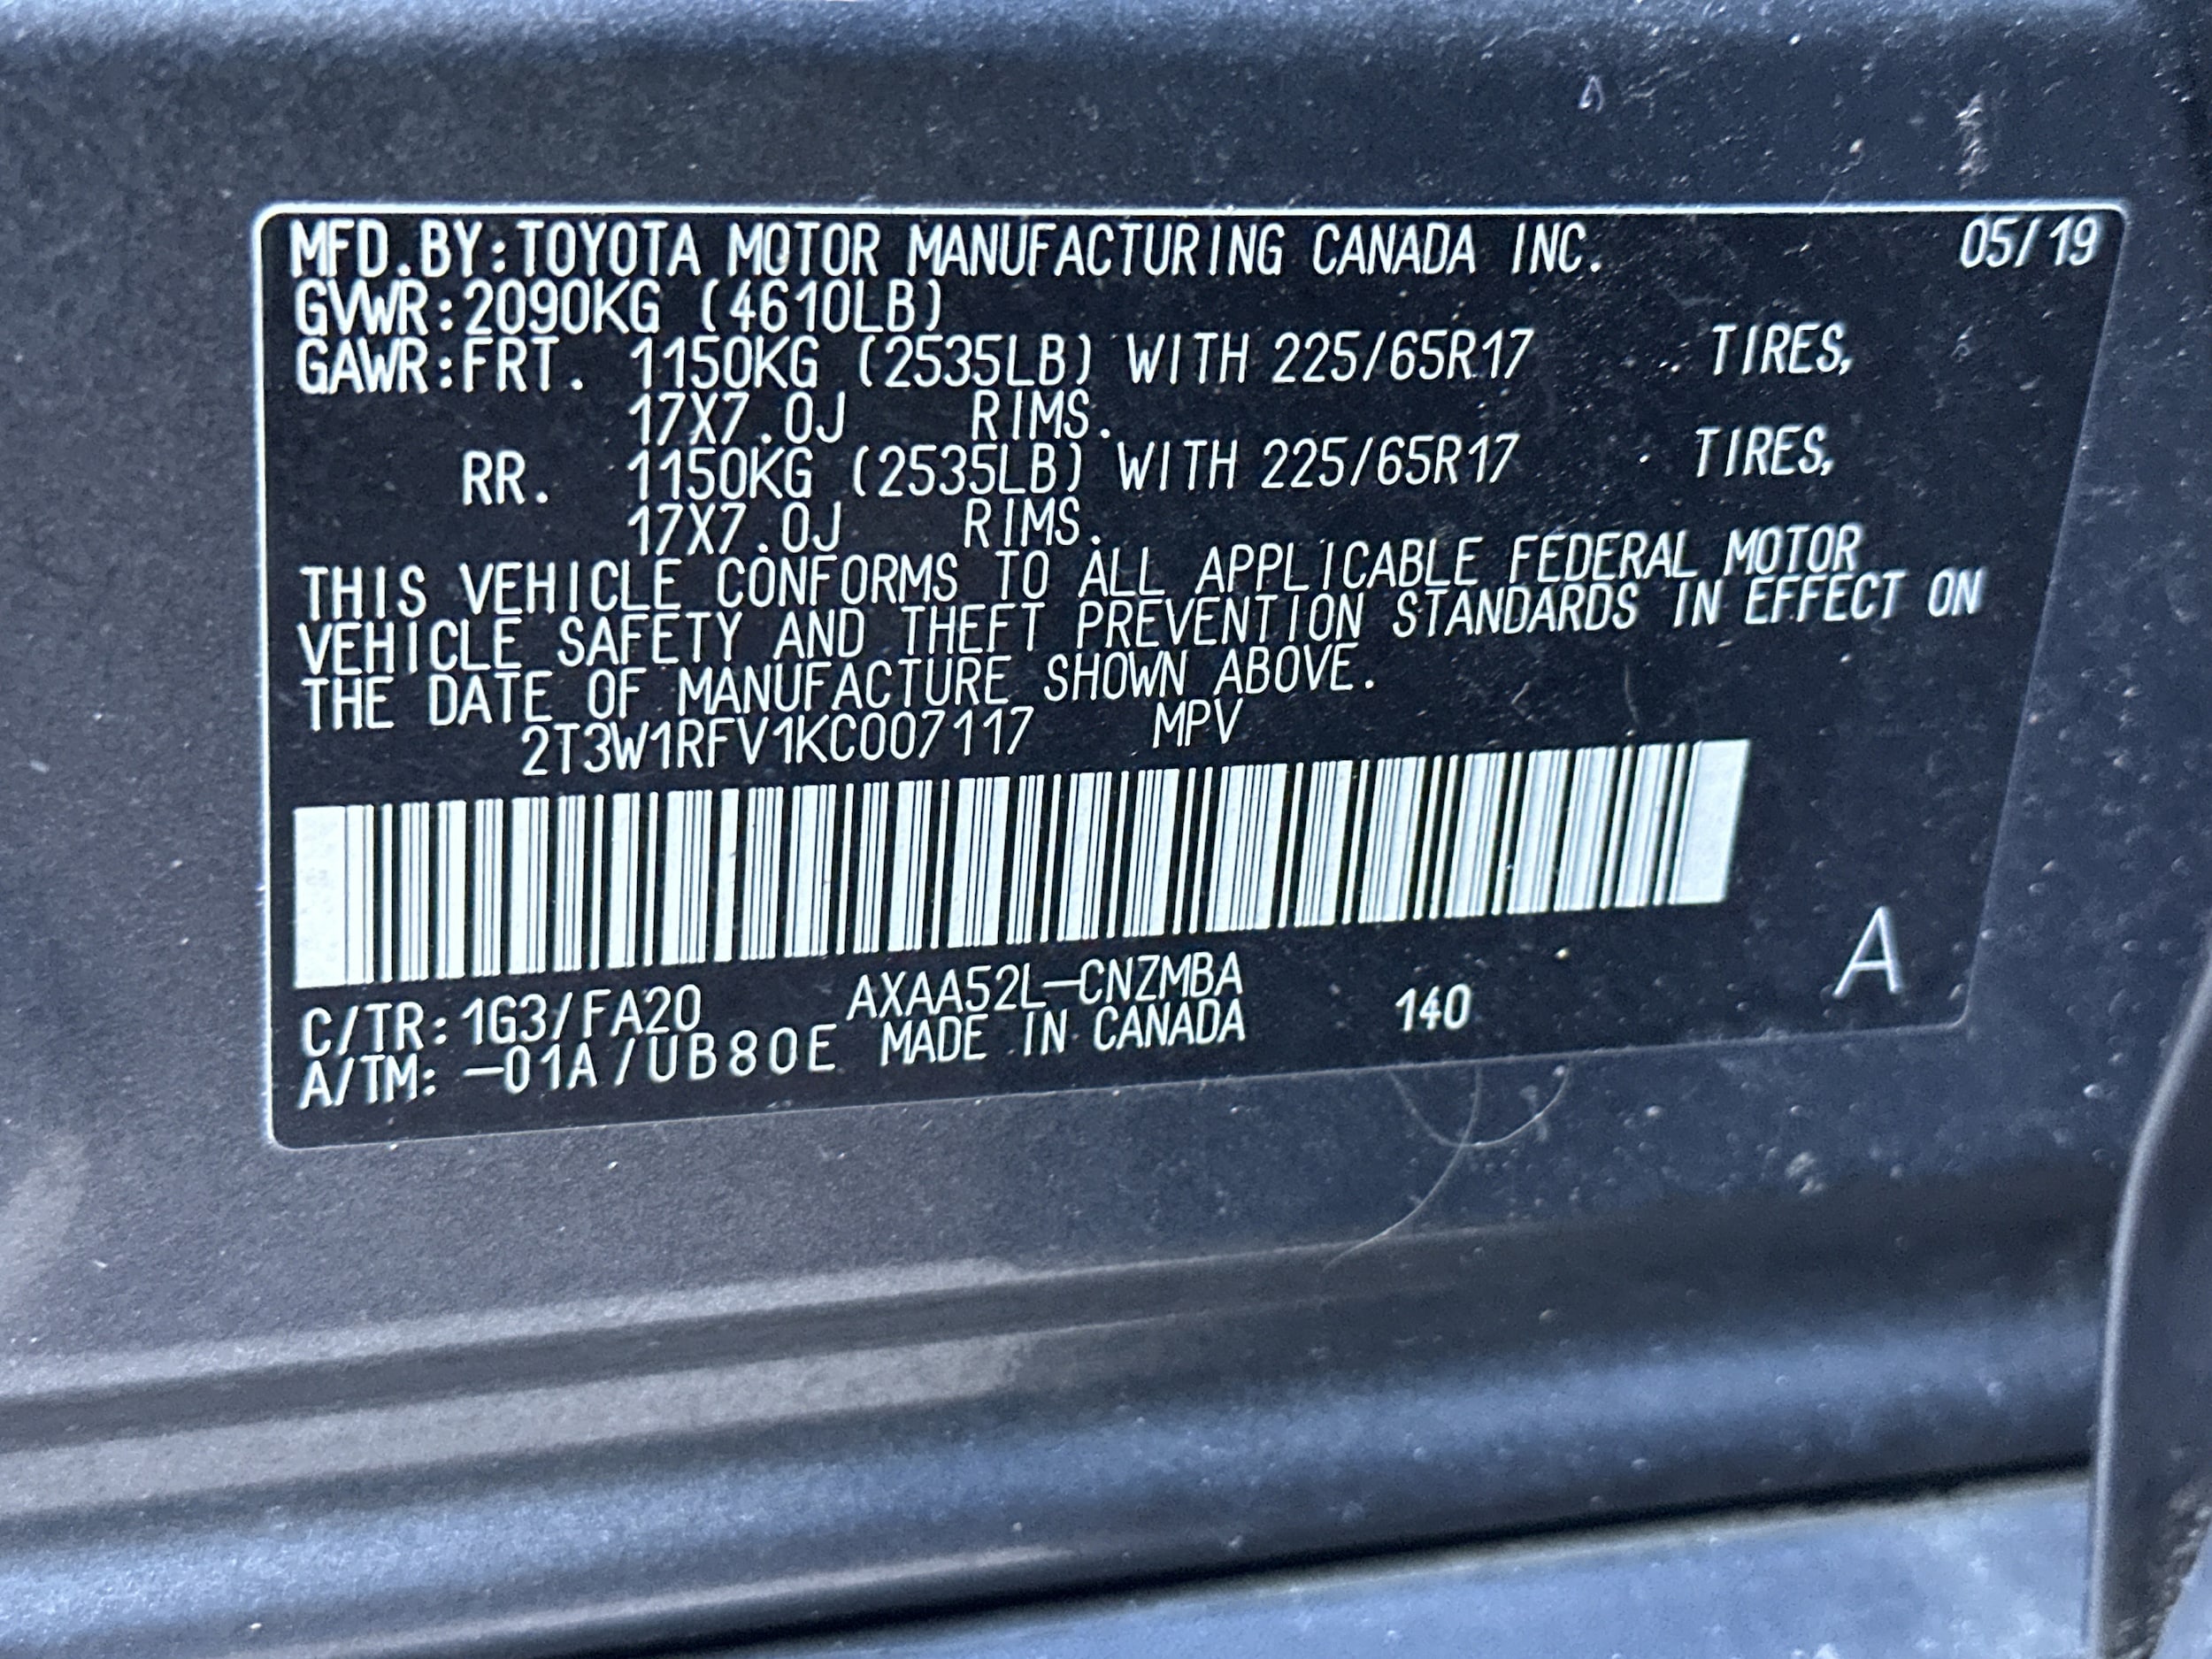 MFD.BY:TOYOTA MOTOR MANUFACTURING CANADA INC. 05/19
GVWR:2090KG (4610LB)
GAWR:FRT. 1150KG (2535LB) WITH 225/65R17 TIRES,
17X7.0J RIMS.
RR. 1150KG (2535LB) WITH 225/65R17 TIRES,
17X7.0J RIMS.
THIS VEHICLE CONFORMS TO ALL APPLICABLE FEDERAL MOTOR
VEHICLE SAFETY AND THEFT PREVENTION STANDARDS IN EFFECT ON
THE DATE OF MANUFACTURE SHOWN ABOVE.
2T3W1RFV1KC007117 MPV
C/TR:1G3/FA20 AXAA52L-CNZMBA 140 A
A/TM: -01A/UB80E MADE IN CANADA